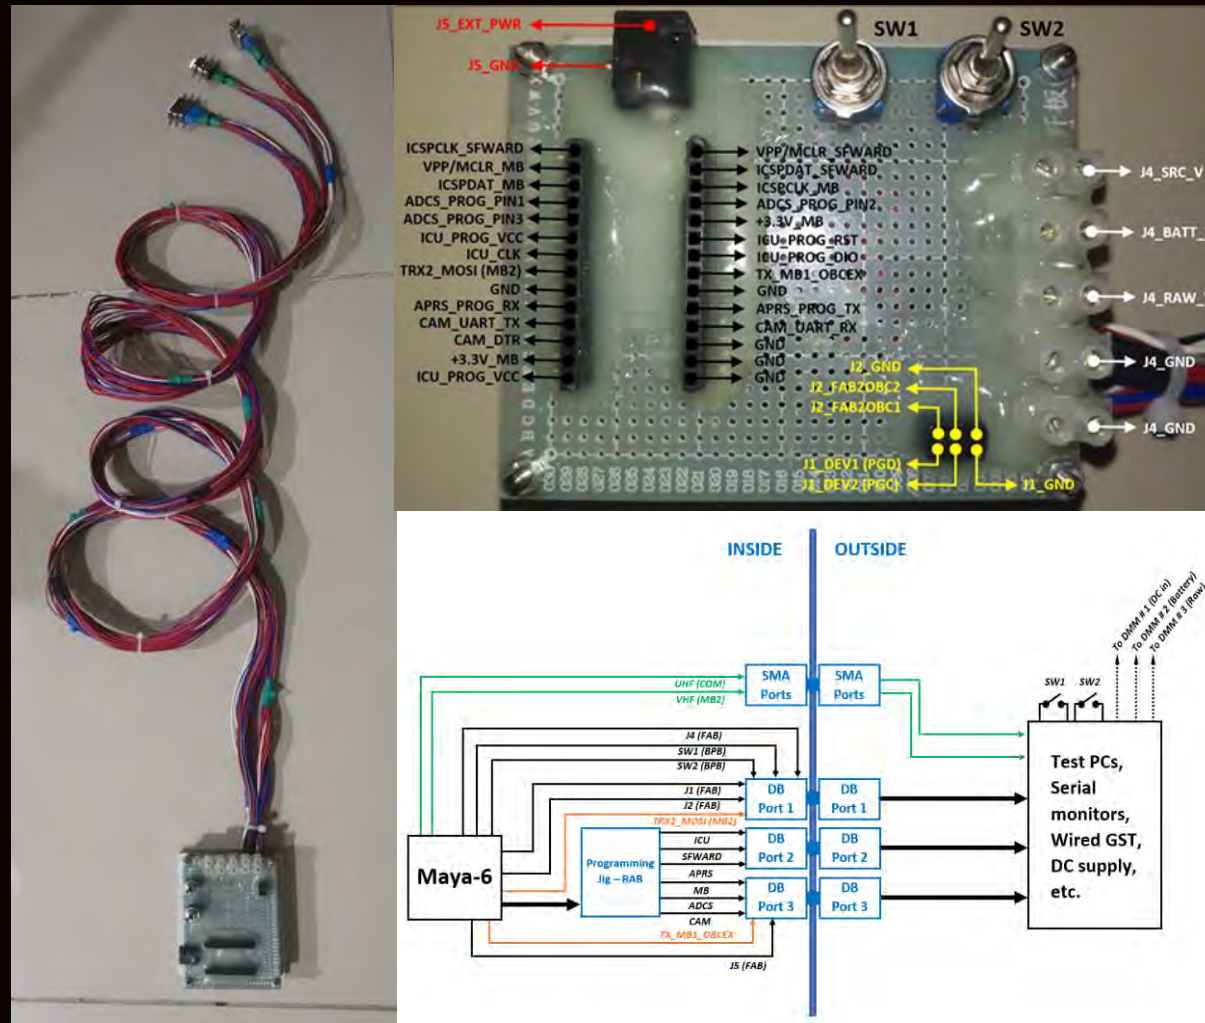 J5_EXT_PWR
J5_GND
SW1
SW2
ICSPCLK_SFWARD
VPP/MCLR_MB
ICSPDAT_MB
ADCS_PROG_PIN1
ADCS_PROG_PIN3
ICU_PROG_VCC
ICU_CLK
TRX2_MOSI (MB2)
GND
APRS_PROG_RX
CAM_UART_TX
CAM_DTR
+3.3V_MB
ICU_PROG_VCC
VPP/MCLR_SFWARD
ICSPDAT_SFWARD
ICSPCLK_MB
ADCS_PROG_PIN2
+3.3V_MB
ICU_PROG_RST
ICU_PROG_DIO
TX_MB1_OBCEX
GND
APRS_PROG_TX
CAM_UART_RX
GND
GND
GND
J4_SRC_V
J4_BATT_
J4_RAW_
J4_GND
J4_GND
J2_GND
J2_FAB2OBC2
J2_FAB2OBC1
J1_DEV1 (PGD)
J1_DEV2 (PGC)
J1_GND
INSIDE
OUTSIDE
UHF (COM)
VHF (MB2)
SMA
Ports
SMA
Ports
To DMM # 1 (DC in)
To DMM # 2 (Battery)
To DMM # 3 (Raw)
SW1
SW2
J4 (FAB)
SW1 (BPB)
SW2 (BPB)
J1 (FAB)
J2 (FAB)
TRX2_MOSI (MB2)
DB
Port 1
DB
Port 1
Maya-6
Programming
Jig – RAB
ICU
SFWARD
APRS
MB
ADCS
CAM
TX_MB1_OBCEX
J5 (FAB)
DB
Port 2
DB
Port 2
DB
Port 3
DB
Port 3
Test PCs,
Serial
monitors,
Wired GST,
DC supply,
etc.